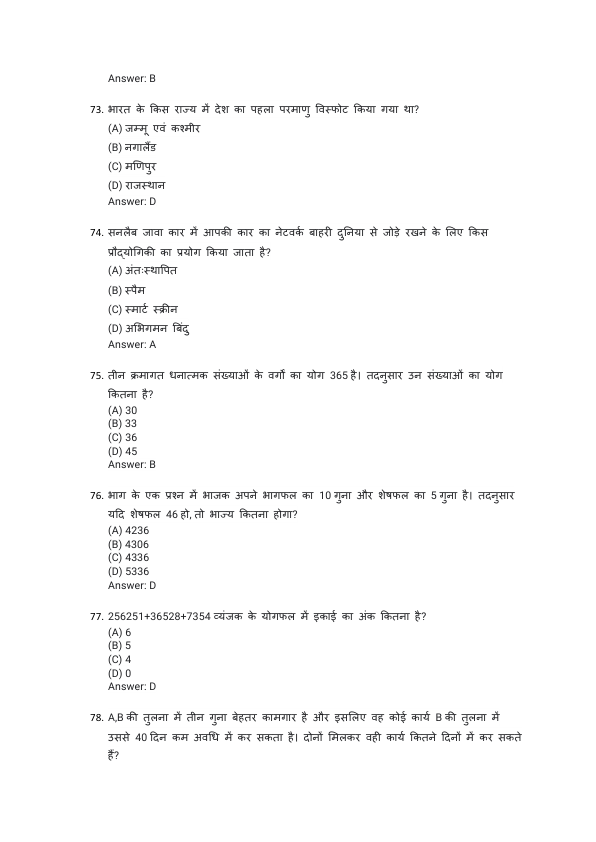 Answer: B
73. भारत के किस राज्य में देश का पहला परमाणु विस्फोट किया गया था?
(A) जम्मू एवं कश्मीर
(B) नगालैंड
(C) मणिपुर
(D) राजस्थान
Answer: D
74. सनलैब जावा कार में आपकी कार का नेटवर्क बाहरी दुनिया से जोड़े रखने के लिए किस
प्रौद्योगिकी का प्रयोग किया जाता है?
(A) अंतःस्थापित
(B) स्पैम
(C) स्मार्ट स्क्रीन
(D) अभिगमन बिंदु
Answer: A
75. तीन क्रमागत धनात्मक संख्याओं के वर्गों का योग 365 है। तदनुसार उन संख्याओं का योग
कितना है?
(A) 30
(B) 33
(C) 36
(D) 45
Answer: B
76. भाग के एक प्रश्न में भाजक अपने भागफल का 10 गुना और शेषफल का 5 गुना है। तदनुसार
यदि शेषफल 46 हो, तो भाज्य कितना होगा?
(A) 4236
(B) 4306
(C) 4336
(D) 5336
Answer: D
77. 256251+36528+7354 व्यंजक के योगफल में इकाई का अंक कितना है?
(A) 6
(B) 5
(C) 4
(D) 0
Answer: D
78. A,B की तुलना में तीन गुना बेहतर कामगार है और इसलिए वह कोई कार्य B की तुलना में
उससे 40 दिन कम अवधि में कर सकता है। दोनों मिलकर वही कार्य कितने दिनों में कर सकते
हैं?